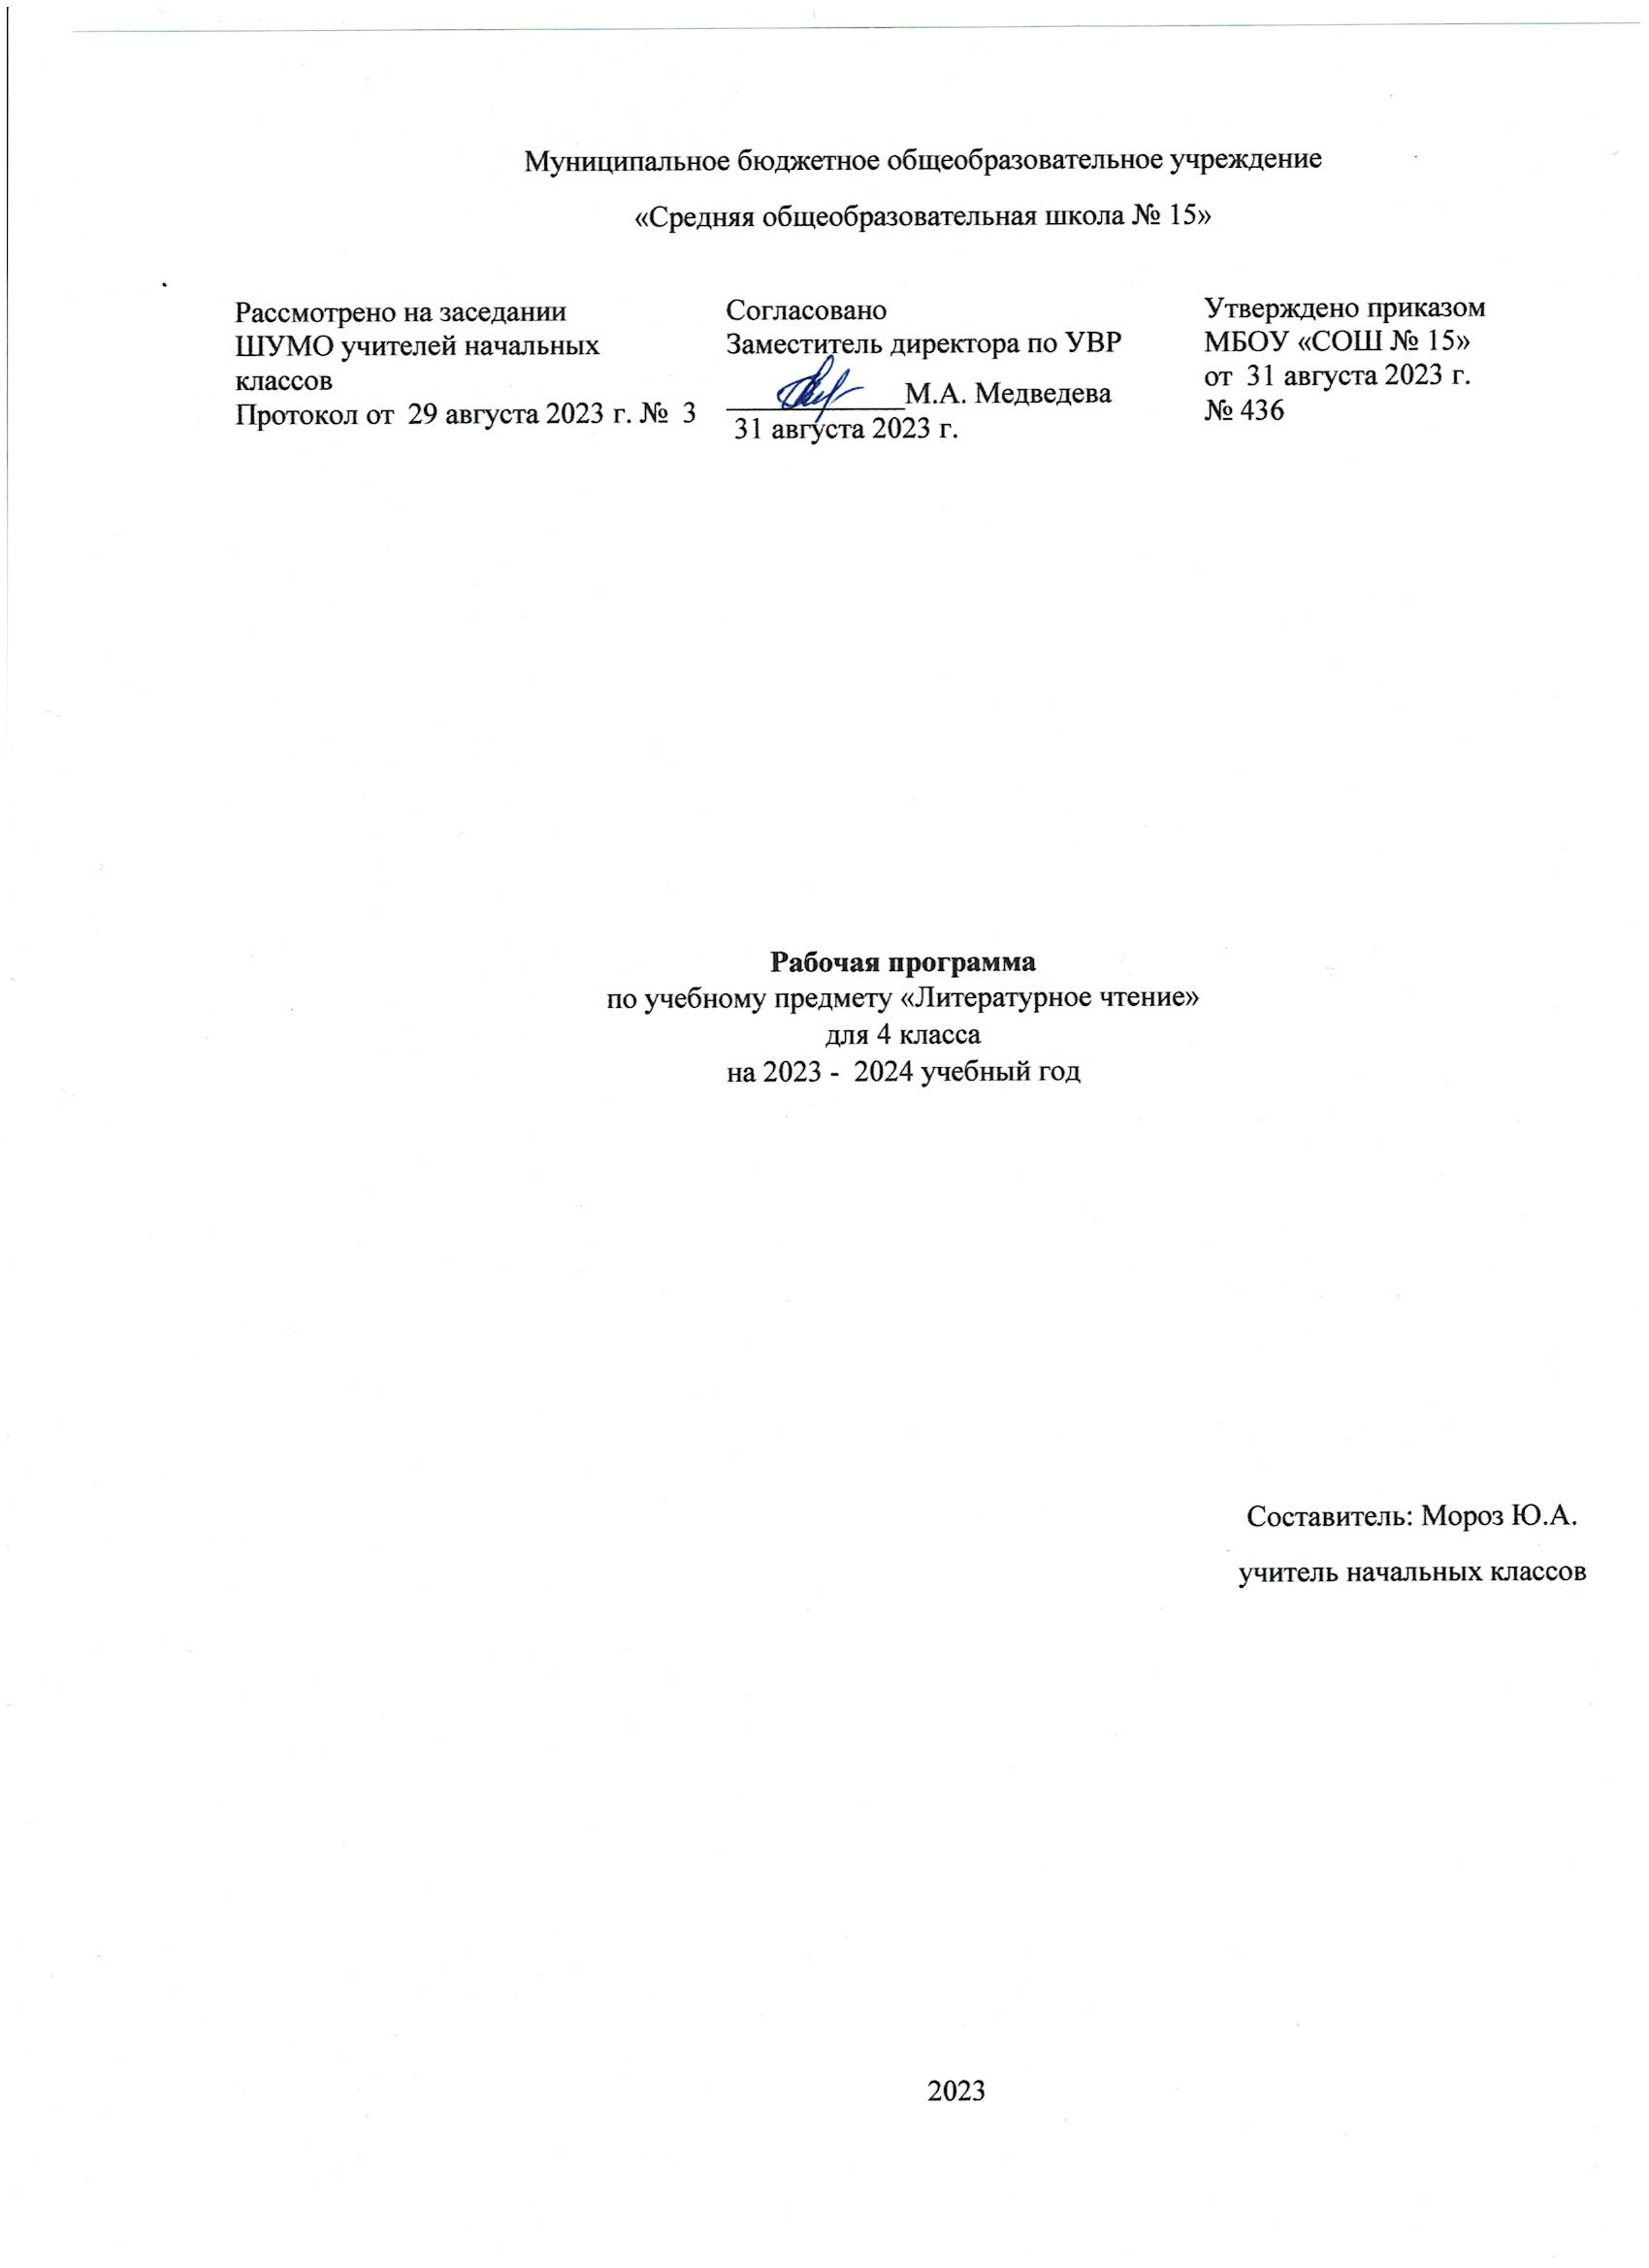 Муниципальное бюджетное общеобразовательное учреждение
«Средняя общеобразовательная школа № 15»
Рассмотрено на заседании
ШУМО учителей начальных
классов
Протокол от 29 августа 2023 г. № 3
Согласовано
Заместитель директора по УВР
____________М.А. Медведева
31 августа 2023 г.
Утверждено приказом
МБОУ «СОШ № 15»
от 31 августа 2023 г.
№ 436
Рабочая программа
по учебному предмету «Литературное чтение»
для 4 класса
на 2023 - 2024 учебный год
Составитель: Мороз Ю.А.
учитель начальных классов
2023